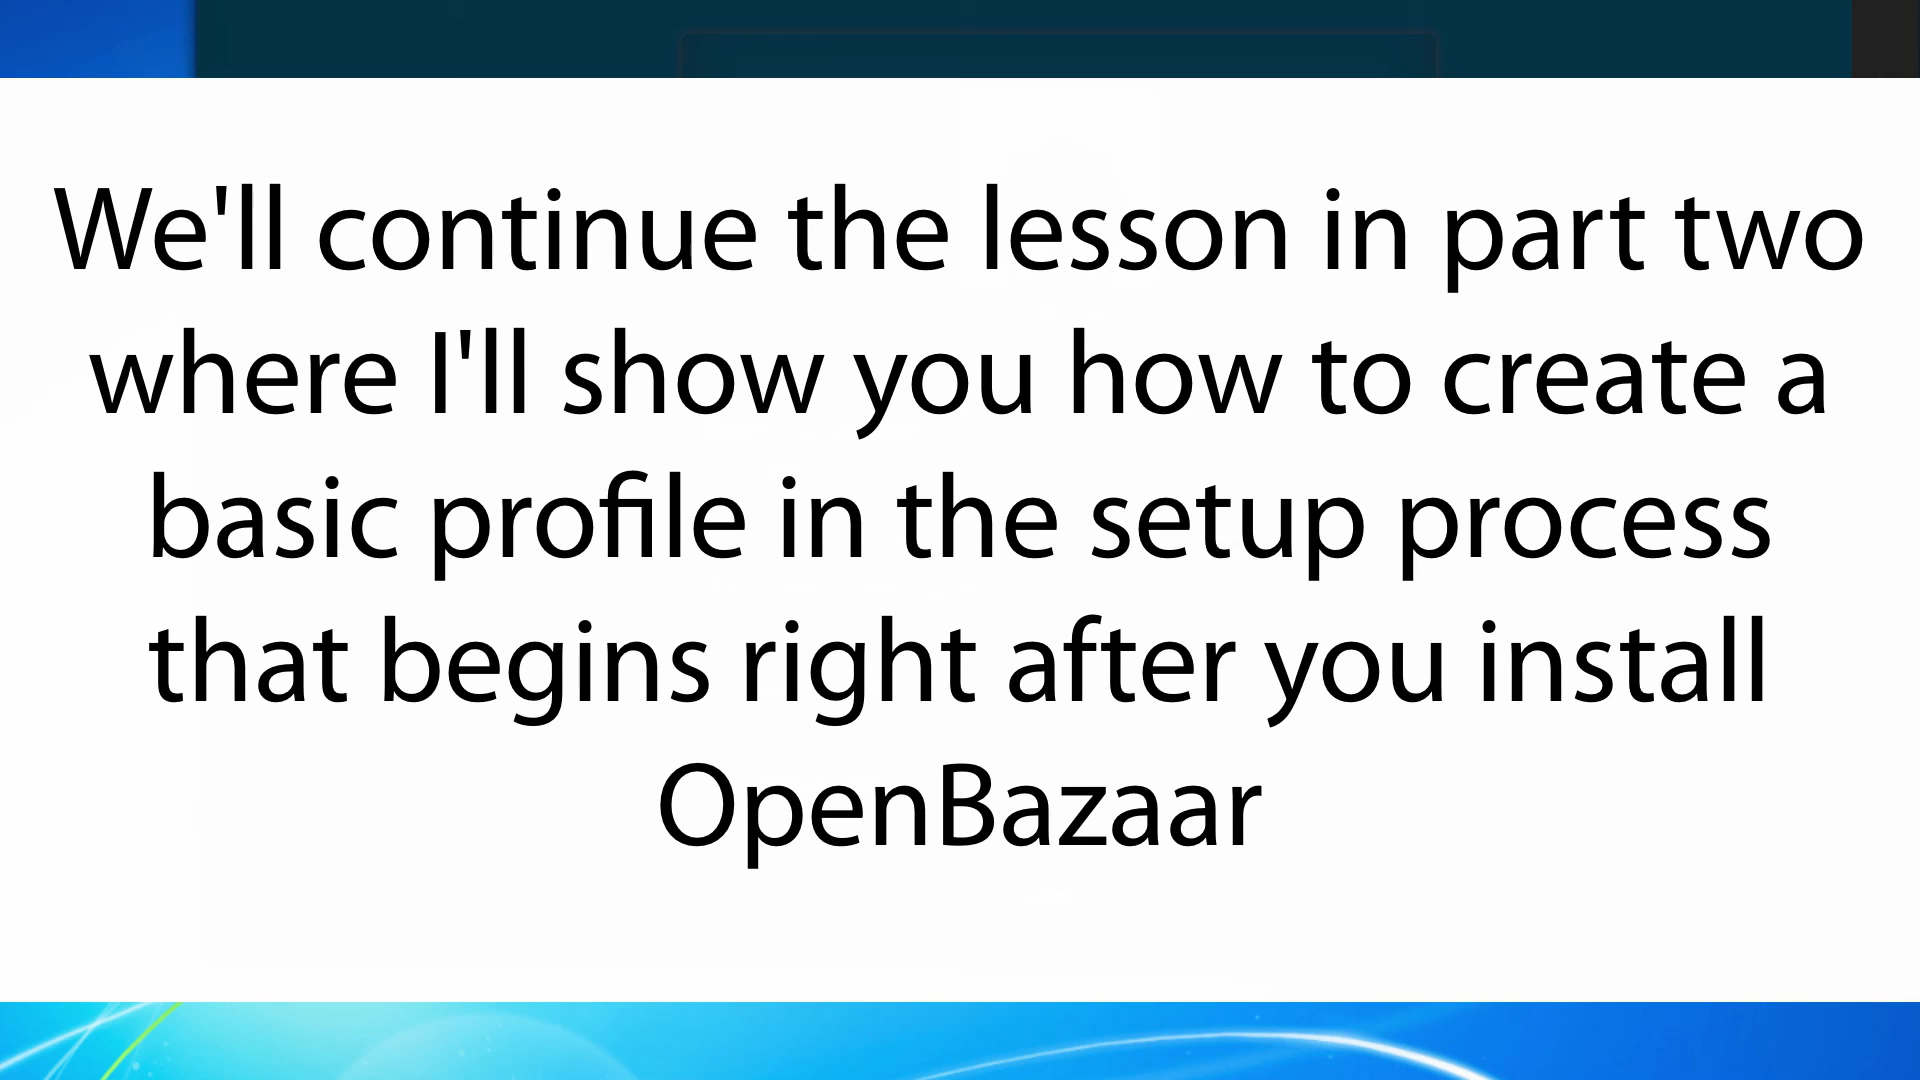 We'll continue the lesson in part two
where I'll show you how to create a
basic profile in the setup process
that begins right after you install
OpenBazaar